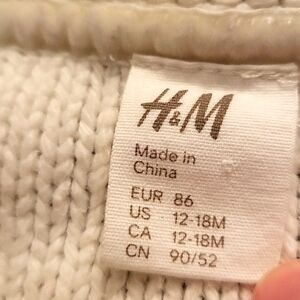 H&M
Made in
China
EUR 86
US 12-18M
CA 12-18M
CN 90/52